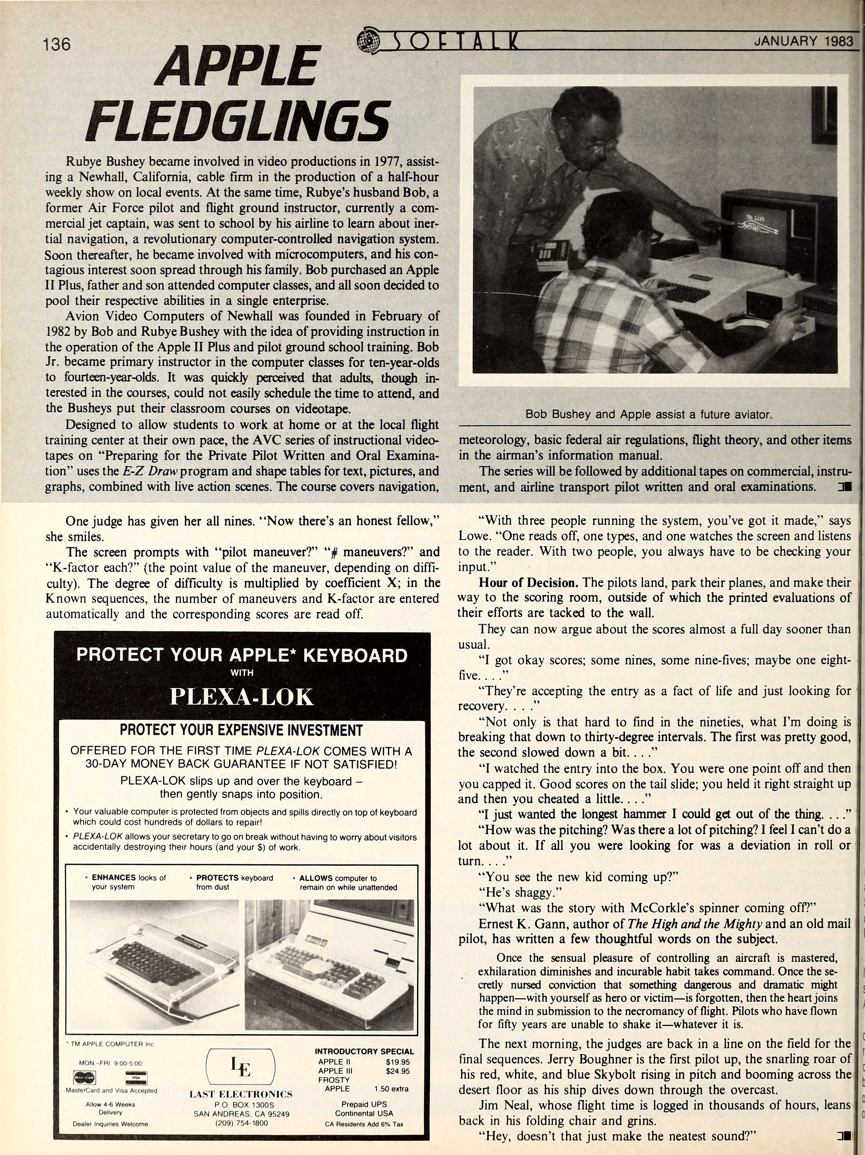 136
SOFTALK
JANUARY 1983
APPLE
FLEDGLINGS
Rubye Bushey became involved in video productions in 1977, assist-
ing a Newhall, California, cable firm in the production of a half-hour
weekly show on local events. At the same time, Rubye's husband Bob, a
former Air Force pilot and flight ground instructor, currently a com-
mercial jet captain, was sent to school by his airline to learn about iner-
tial navigation, a revolutionary computer-controlled navigation system.
Soon thereafter, he became involved with microcomputers, and his con-
tagious interest soon spread through his family. Bob purchased an Apple
II Plus, father and son attended computer classes, and all soon decided to
pool their respective abilities in a single enterprise.
Avion Video Computers of Newhall was founded in February of
1982 by Bob and Rubye Bushey with the idea of providing instruction in
the operation of the Apple II Plus and pilot ground school training. Bob
Jr. became primary instructor in the computer classes for ten-year-olds
to fourteen-year-olds. It was quickly perceived that adults, though in-
terested in the courses, could not easily schedule the time to attend, and
the Busheys put their classroom courses on videotape.
Designed to allow students to work at home or at the local flight
training center at their own pace, the AVC series of instructional video-
tapes on "Preparing for the Private Pilot Written and Oral Examina-
tion" uses the E-Z Draw program and shape tables for text, pictures, and
graphs, combined with live action scenes. The course covers navigation,
Bob Bushey and Apple assist a future aviator.
meteorology, basic federal air regulations, flight theory, and other items
in the airman's information manual.
The series will be followed by additional tapes on commercial, instru-
ment, and airline transport pilot written and oral examinations.
One judge has given her all nines. "Now there's an honest fellow,"
she smiles.
The screen prompts with "pilot maneuver?" "# maneuvers?" and
"K-factor each?" (the point value of the maneuver, depending on diffi-
culty). The degree of difficulty is multiplied by coefficient X; in the
Known sequences, the number of maneuvers and K-factor are entered
automatically and the corresponding scores are read off.
PROTECT YOUR APPLE* KEYBOARD
WITH
PLEXA-LOK
PROTECT YOUR EXPENSIVE INVESTMENT
OFFERED FOR THE FIRST TIME PLEXA-LOK COMES WITH A
30-DAY MONEY BACK GUARANTEE IF NOT SATISFIED!
PLEXA-LOK slips up and over the keyboard –
then gently snaps into position.
• Your valuable computer is protected from objects and spills directly on top of keyboard
which could cost hundreds of dollars to repair!
• PLEXA-LOK allows your secretary to go on break without having to worry about visitors
accidentally destroying their hours (and your $) of work.
• ENHANCES looks of
your system
• PROTECTS keyboard
from dust
• ALLOWS computer to
remain on while unattended
* TM APPLE COMPUTER Inc.
MON.-FRI. 9:00-5:00
MasterCard and Visa Accepted
Allow 4-6 Weeks
Delivery
Dealer Inquiries Welcome
LE
LAST ELECTRONICS
P.O. BOX 1300S
SAN ANDREAS, CA 95249
(209) 754-1800
INTRODUCTORY SPECIAL
APPLE II $19.95
APPLE III $24.95
FROSTY
APPLE 1.50 extra
Prepaid UPS
Continental USA
CA Residents Add 6% Tax
"With three people running the system, you've got it made," says
Lowe. "One reads off, one types, and one watches the screen and listens
to the reader. With two people, you always have to be checking your
input."
Hour of Decision. The pilots land, park their planes, and make their
way to the scoring room, outside of which the printed evaluations of
their efforts are tacked to the wall.
They can now argue about the scores almost a full day sooner than
usual.
"I got okay scores; some nines, some nine-fives; maybe one eight-
five. . . ."
"They're accepting the entry as a fact of life and just looking for
recovery. . . ."
"Not only is that hard to find in the nineties, what I'm doing is
breaking that down to thirty-degree intervals. The first was pretty good,
the second slowed down a bit. . . ."
"I watched the entry into the box. You were one point off and then
you capped it. Good scores on the tail slide; you held it right straight up
and then you cheated a little. . . ."
"I just wanted the longest hammer I could get out of the thing. . . ."
"How was the pitching? Was there a lot of pitching? I feel I can't do a
lot about it. If all you were looking for was a deviation in roll or
turn. . . ."
"You see the new kid coming up?"
"He's shaggy."
"What was the story with McCorkle's spinner coming off?"
Ernest K. Gann, author of The High and the Mighty and an old mail
pilot, has written a few thoughtful words on the subject.
Once the sensual pleasure of controlling an aircraft is mastered,
exhilaration diminishes and incurable habit takes command. Once the se-
cretly nursed conviction that something dangerous and dramatic might
happen—with yourself as hero or victim—is forgotten, then the heart joins
the mind in submission to the necromancy of flight. Pilots who have flown
for fifty years are unable to shake it—whatever it is.
The next morning, the judges are back in a line on the field for the
final sequences. Jerry Boughner is the first pilot up, the snarling roar of
his red, white, and blue Skybolt rising in pitch and booming across the
desert floor as his ship dives down through the overcast.
Jim Neal, whose flight time is logged in thousands of hours, leans
back in his folding chair and grins.
"Hey, doesn't that just make the neatest sound?"